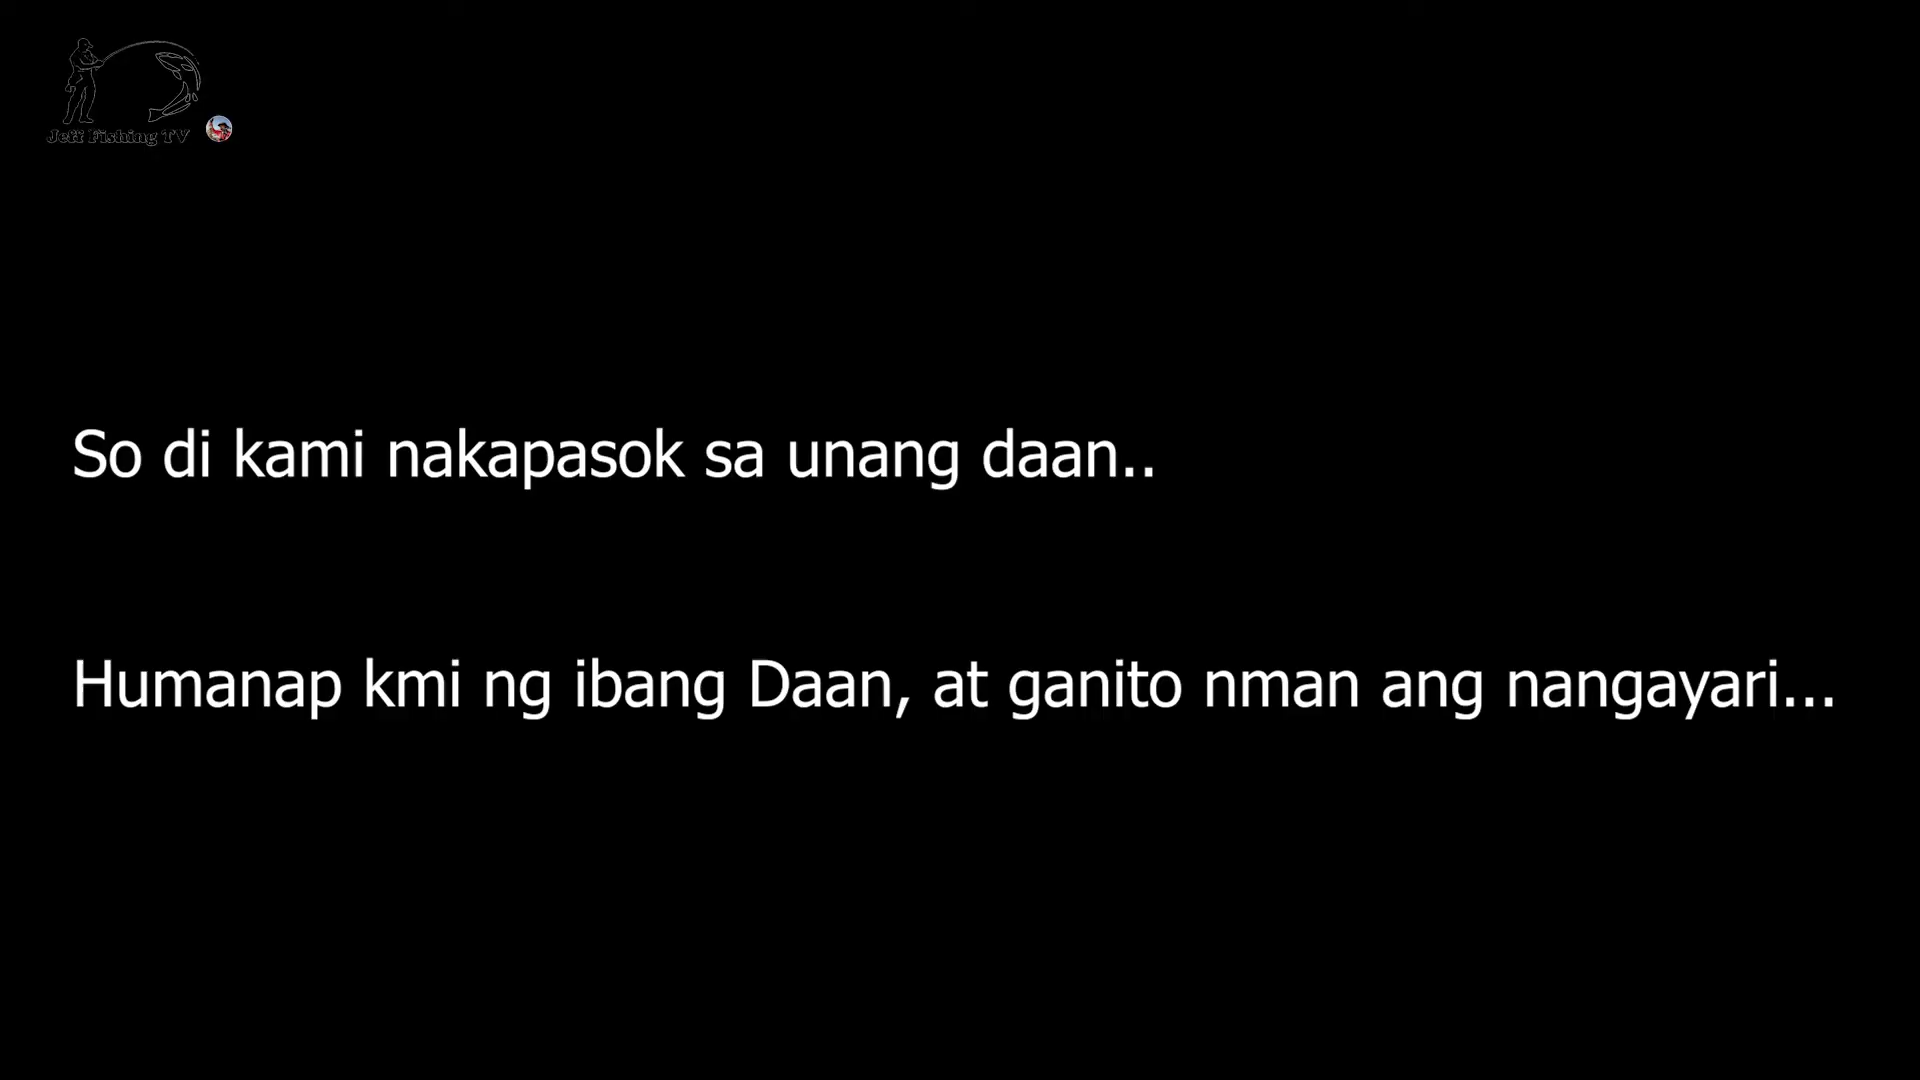 Jeff Fishing TV
So di kami nakapasok sa unang daan..
Humanap kmi ng ibang Daan, at ganito nman ang nangayari...